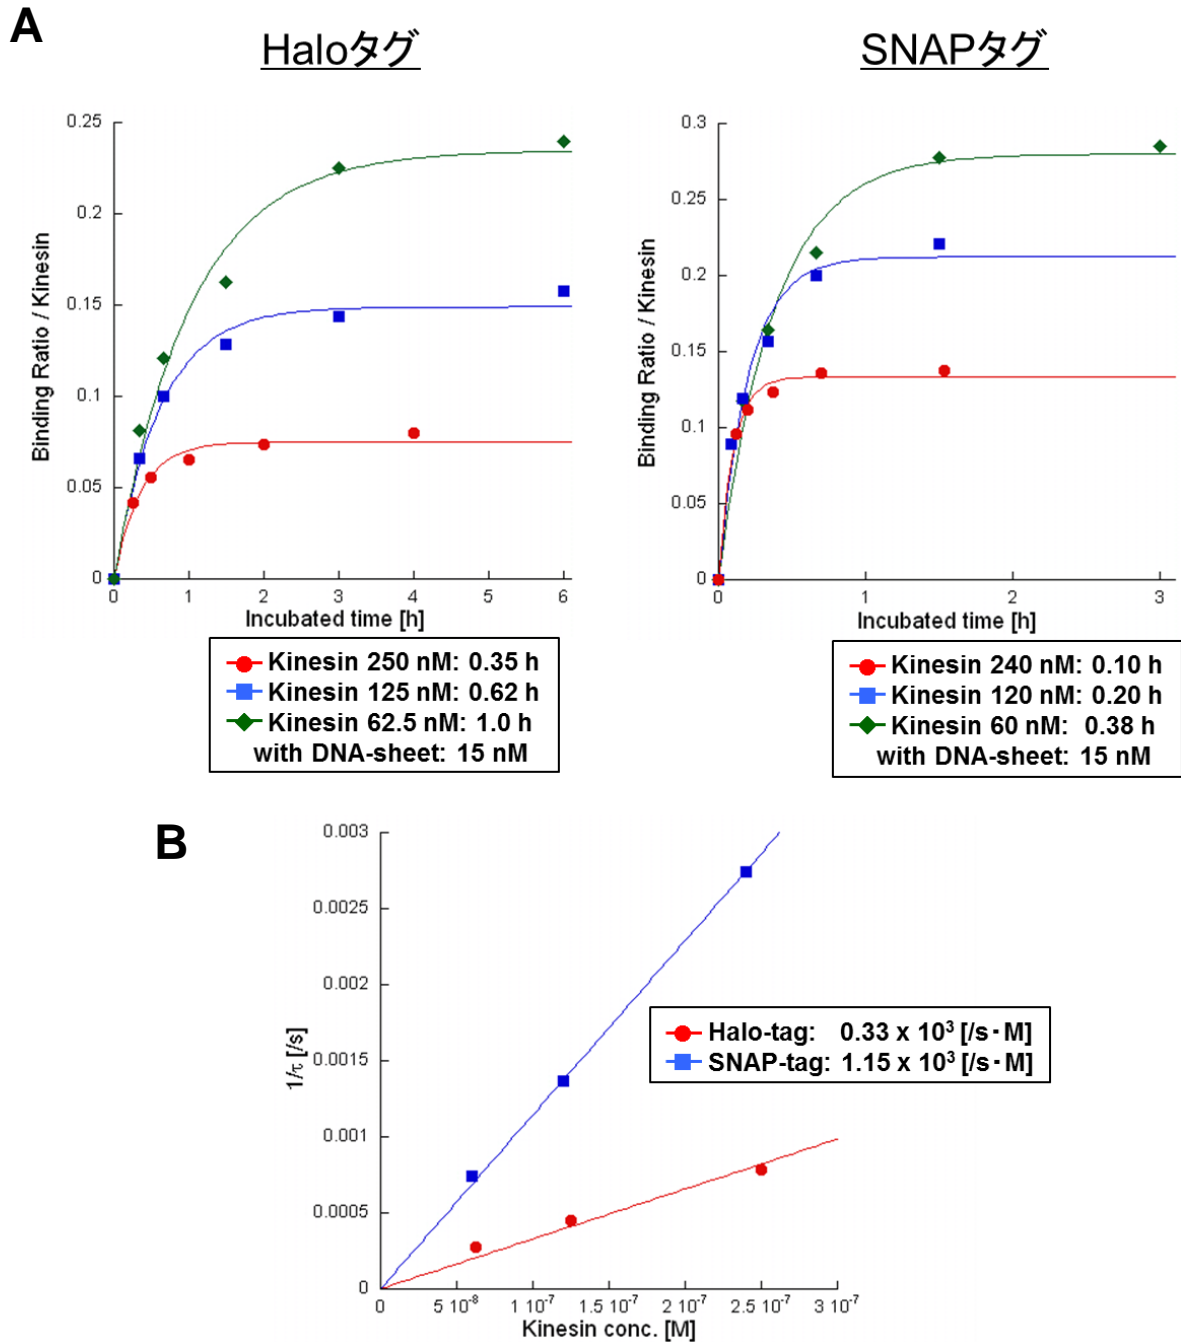 A
Haloタグ
SNAPタグ
Binding Ratio / Kinesin
0.25
0.2
0.15
0.1
0.05
0
0 1 2 3 4 5 6
Incubated time [h]
Kinesin 250 nM: 0.35 h
Kinesin 125 nM: 0.62 h
Kinesin 62.5 nM: 1.0 h
with DNA-sheet: 15 nM
Binding Ratio / Kinesin
0.3
0.25
0.2
0.15
0.1
0.05
0
0 1 2 3
Incubated time [h]
Kinesin 240 nM: 0.10 h
Kinesin 120 nM: 0.20 h
Kinesin 60 nM: 0.38 h
with DNA-sheet: 15 nM
B
1/τ [/s]
0.003
0.0025
0.002
0.0015
0.001
0.0005
0
0 5 10⁻⁸ 1 10⁻⁷ 1.5 10⁻⁷ 2 10⁻⁷ 2.5 10⁻⁷ 3 10⁻⁷
Kinesin conc. [M]
Halo-tag: 0.33 x 10³ [/s・M]
SNAP-tag: 1.15 x 10³ [/s・M]